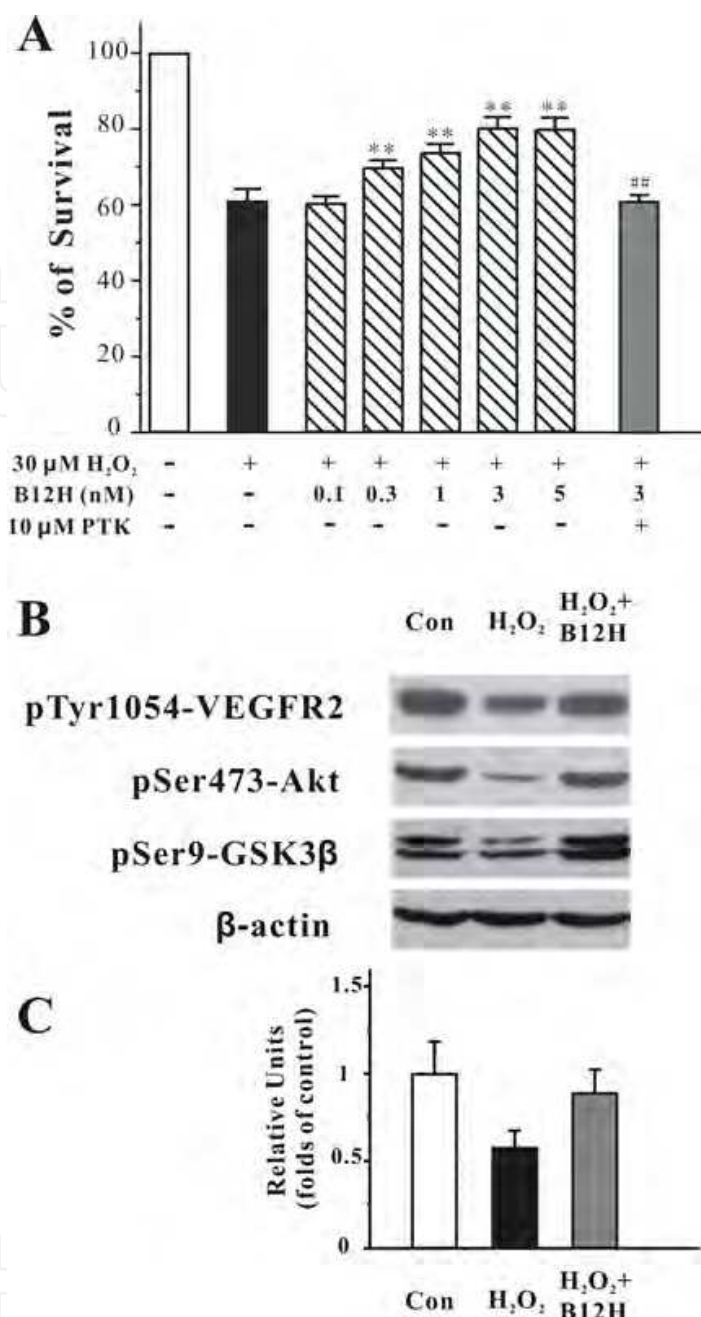 A
% of Survival
100
80
60
40
20
0
** ** ** ** ##
30 μM H₂O₂ - + + + + + + +
B12H (nM) - - 0.1 0.3 1 3 5 3
10 μM PTK - - - - - - - +
B
Con H₂O₂ H₂O₂+
B12H
pTyr1054-VEGFR2
pSer473-Akt
pSer9-GSK3β
β-actin
C
Relative Units
(folds of control)
1.5
1
0.5
0
Con H₂O₂ H₂O₂+
B12H